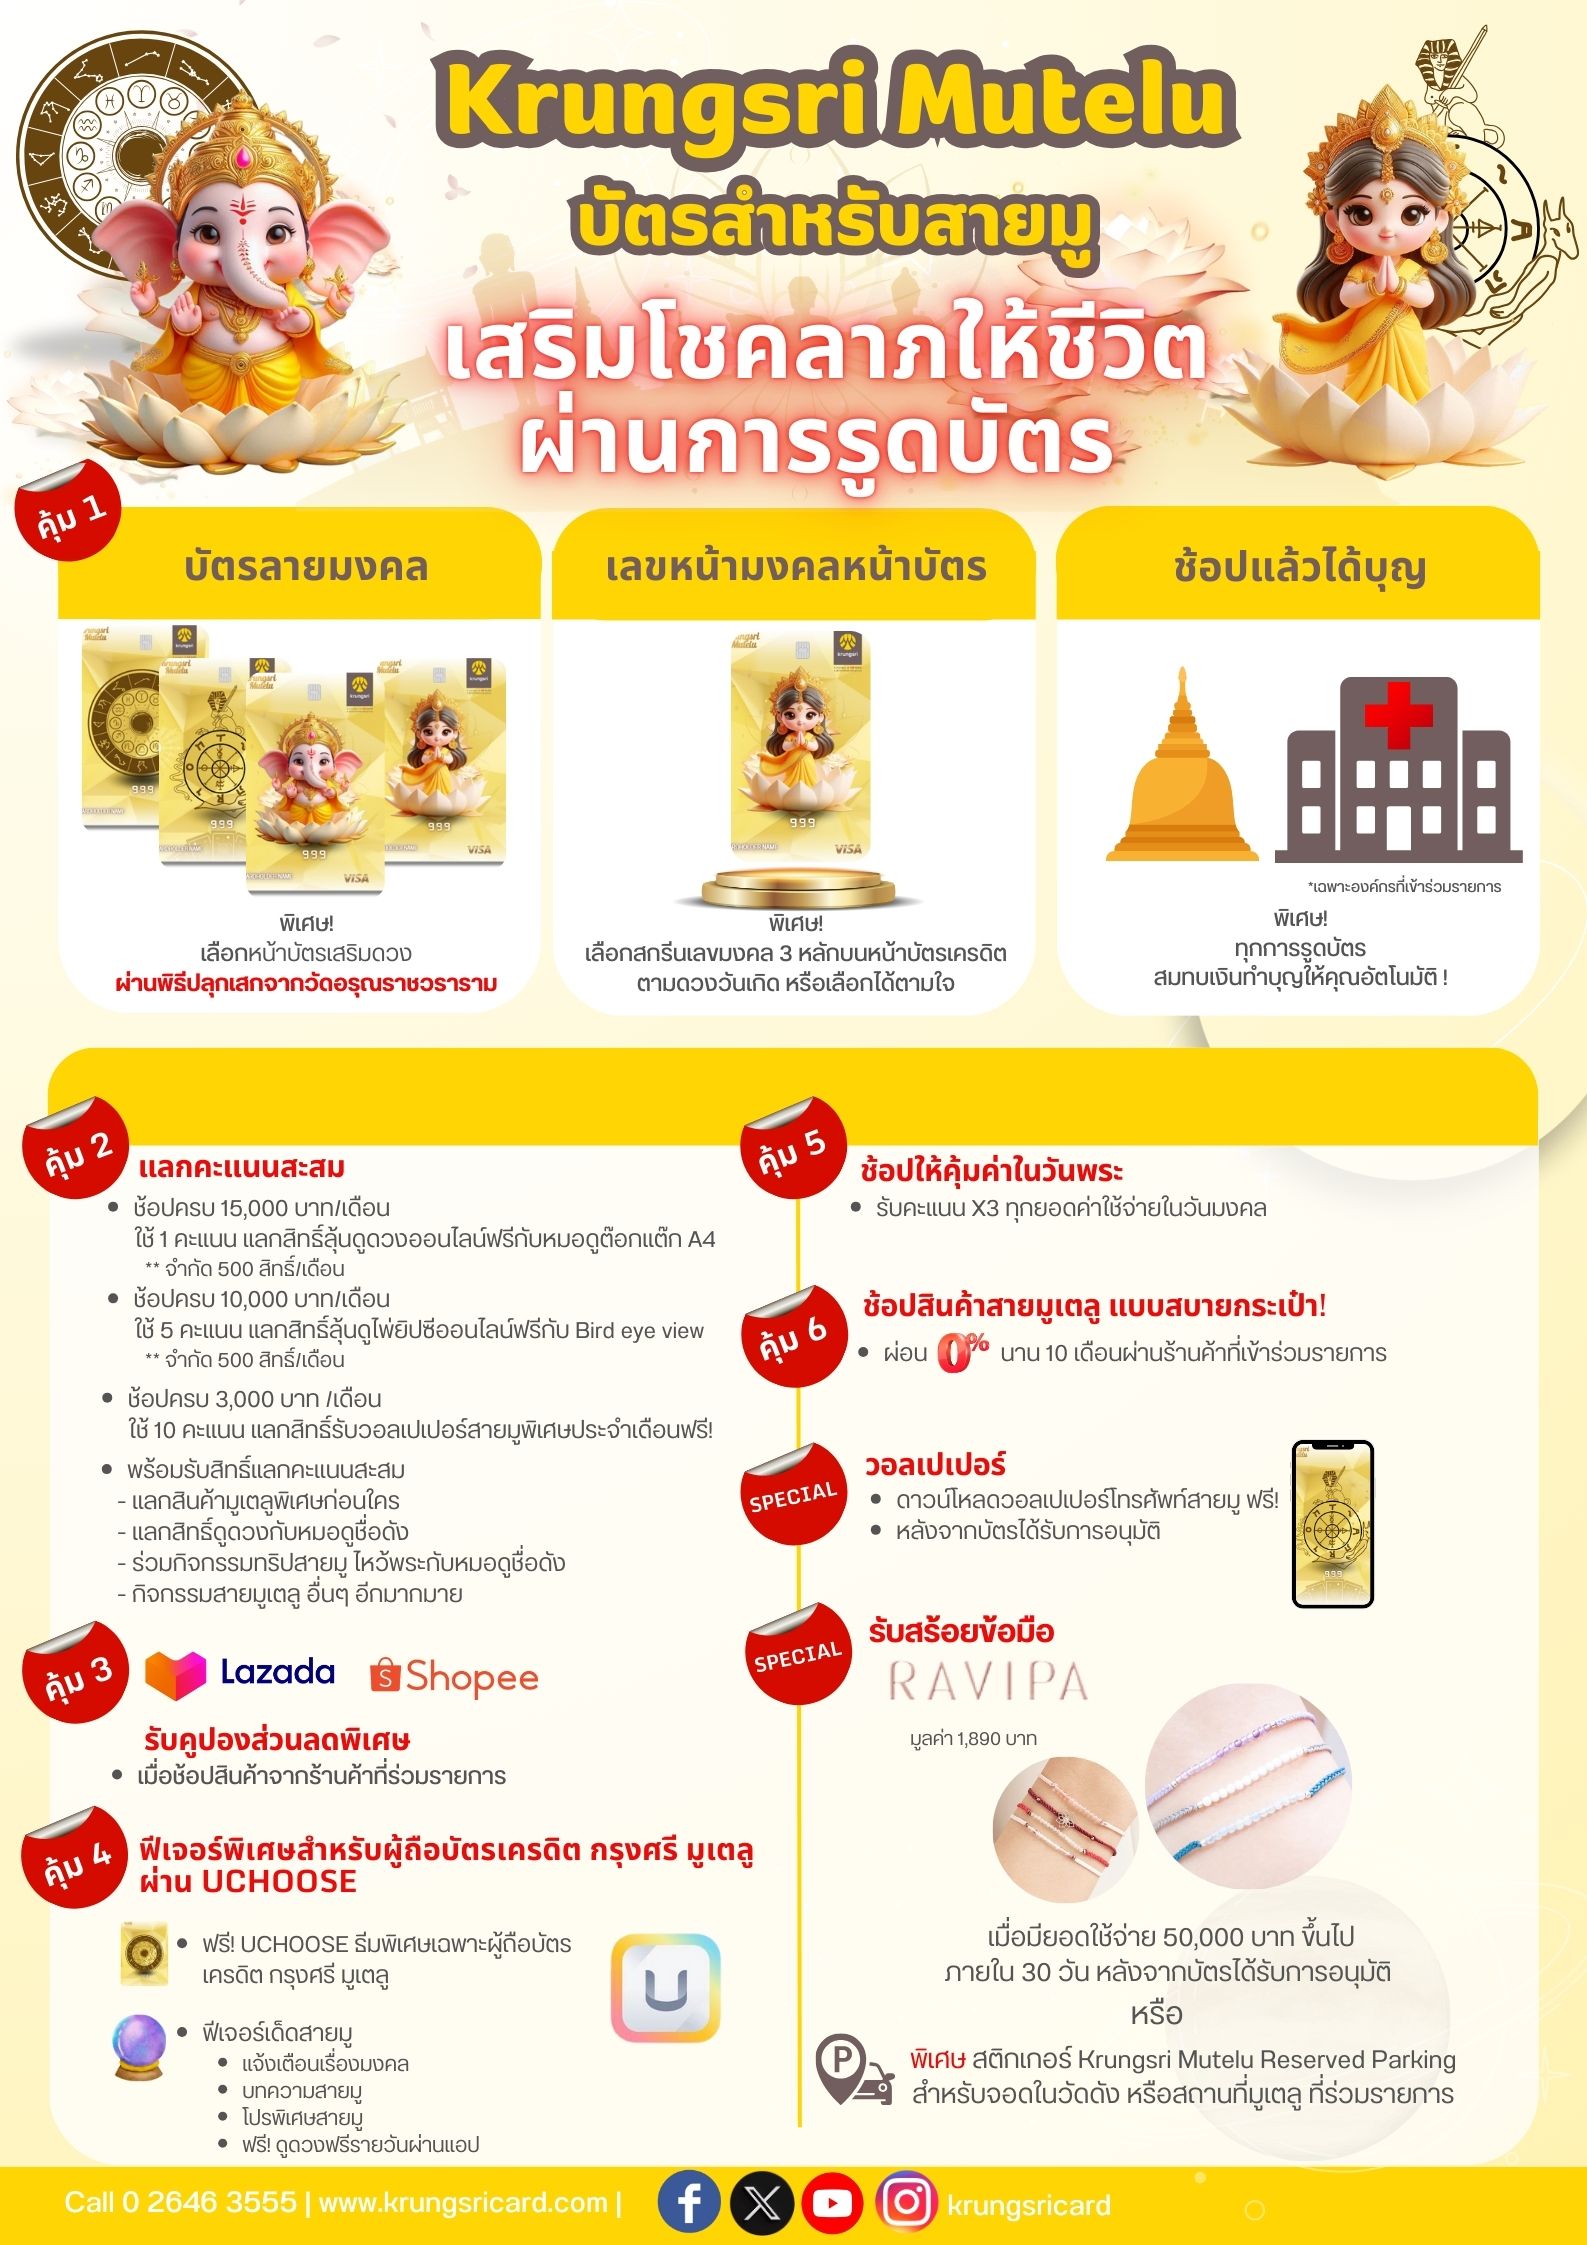 Krungsri Mutelu
บัตรสำหรับสายมู
เสริมโชคลาภให้ชีวิต
ผ่านการรูดบัตร
คุ้ม 1
บัตรลายมงคล
krungsri
999
VISA
พิเศษ!
เลือกหน้าบัตรเสริมดวง
ผ่านพิธีปลุกเสกจากวัดอรุณราชวราราม
เลขหน้ามงคลหน้าบัตร
krungsri
999
VISA
พิเศษ!
เลือกสกรีนเลขมงคล 3 หลักบนหน้าบัตรเครดิต
ตามดวงวันเกิด หรือเลือกได้ตามใจ
ช้อปแล้วได้บุญ
*เฉพาะองค์กรที่เข้าร่วมรายการ
พิเศษ!
ทุกการรูดบัตร
สมทบเงินทำบุญให้คุณอัตโนมัติ !
คุ้ม 2
แลกคะแนนสะสม
• ช้อปครบ 15,000 บาท/เดือน
ใช้ 1 คะแนน แลกสิทธิ์ลุ้นดูดวงออนไลน์ฟรีกับหมอดูต๊อกแต๊ก A4
** จำกัด 500 สิทธิ์/เดือน
• ช้อปครบ 10,000 บาท/เดือน
ใช้ 5 คะแนน แลกสิทธิ์ลุ้นดูไพ่ยิปซีออนไลน์ฟรีกับ Bird eye view
** จำกัด 500 สิทธิ์/เดือน
• ช้อปครบ 3,000 บาท /เดือน
ใช้ 10 คะแนน แลกสิทธิ์รับวอลเปเปอร์สายมูพิเศษประจำเดือนฟรี!
• พร้อมรับสิทธิ์แลกคะแนนสะสม
- แลกสินค้ามูเตลูพิเศษก่อนใคร
- แลกสิทธิ์ดูดวงกับหมอดูชื่อดัง
- ร่วมกิจกรรมทริปสายมู ไหว้พระกับหมอดูชื่อดัง
- กิจกรรมสายมูเตลู อื่นๆ อีกมากมาย
คุ้ม 3
Lazada
Shopee
รับคูปองส่วนลดพิเศษ
• เมื่อช้อปสินค้าจากร้านค้าที่ร่วมรายการ
คุ้ม 4
ฟีเจอร์พิเศษสำหรับผู้ถือบัตรเครดิต กรุงศรี มูเตลู
ผ่าน UCHOOSE
• ฟรี! UCHOOSE ธีมพิเศษเฉพาะผู้ถือบัตร
เครดิต กรุงศรี มูเตลู
U
• ฟีเจอร์เด็ดสายมู
• แจ้งเตือนเรื่องมงคล
• บทความสายมู
• โปรพิเศษสายมู
• ฟรี! ดูดวงฟรีรายวันผ่านแอป
คุ้ม 5
ช้อปให้คุ้มค่าในวันพระ
• รับคะแนน X3 ทุกยอดค่าใช้จ่ายในวันมงคล
คุ้ม 6
ช้อปสินค้าสายมูเตลู แบบสบายกระเป๋า!
• ผ่อน 0% นาน 10 เดือนผ่านร้านค้าที่เข้าร่วมรายการ
SPECIAL
วอลเปเปอร์
• ดาวน์โหลดวอลเปเปอร์โทรศัพท์สายมู ฟรี!
• หลังจากบัตรได้รับการอนุมัติ
999
SPECIAL
รับสร้อยข้อมือ
RAVIPA
มูลค่า 1,890 บาท
เมื่อมียอดใช้จ่าย 50,000 บาท ขึ้นไป
ภายใน 30 วัน หลังจากบัตรได้รับการอนุมัติ
หรือ
P
พิเศษ สติกเกอร์ Krungsri Mutelu Reserved Parking
สำหรับจอดในวัดดัง หรือสถานที่มูเตลู ที่ร่วมรายการ
Call 0 2646 3555 | www.krungsricard.com |
krungsricard